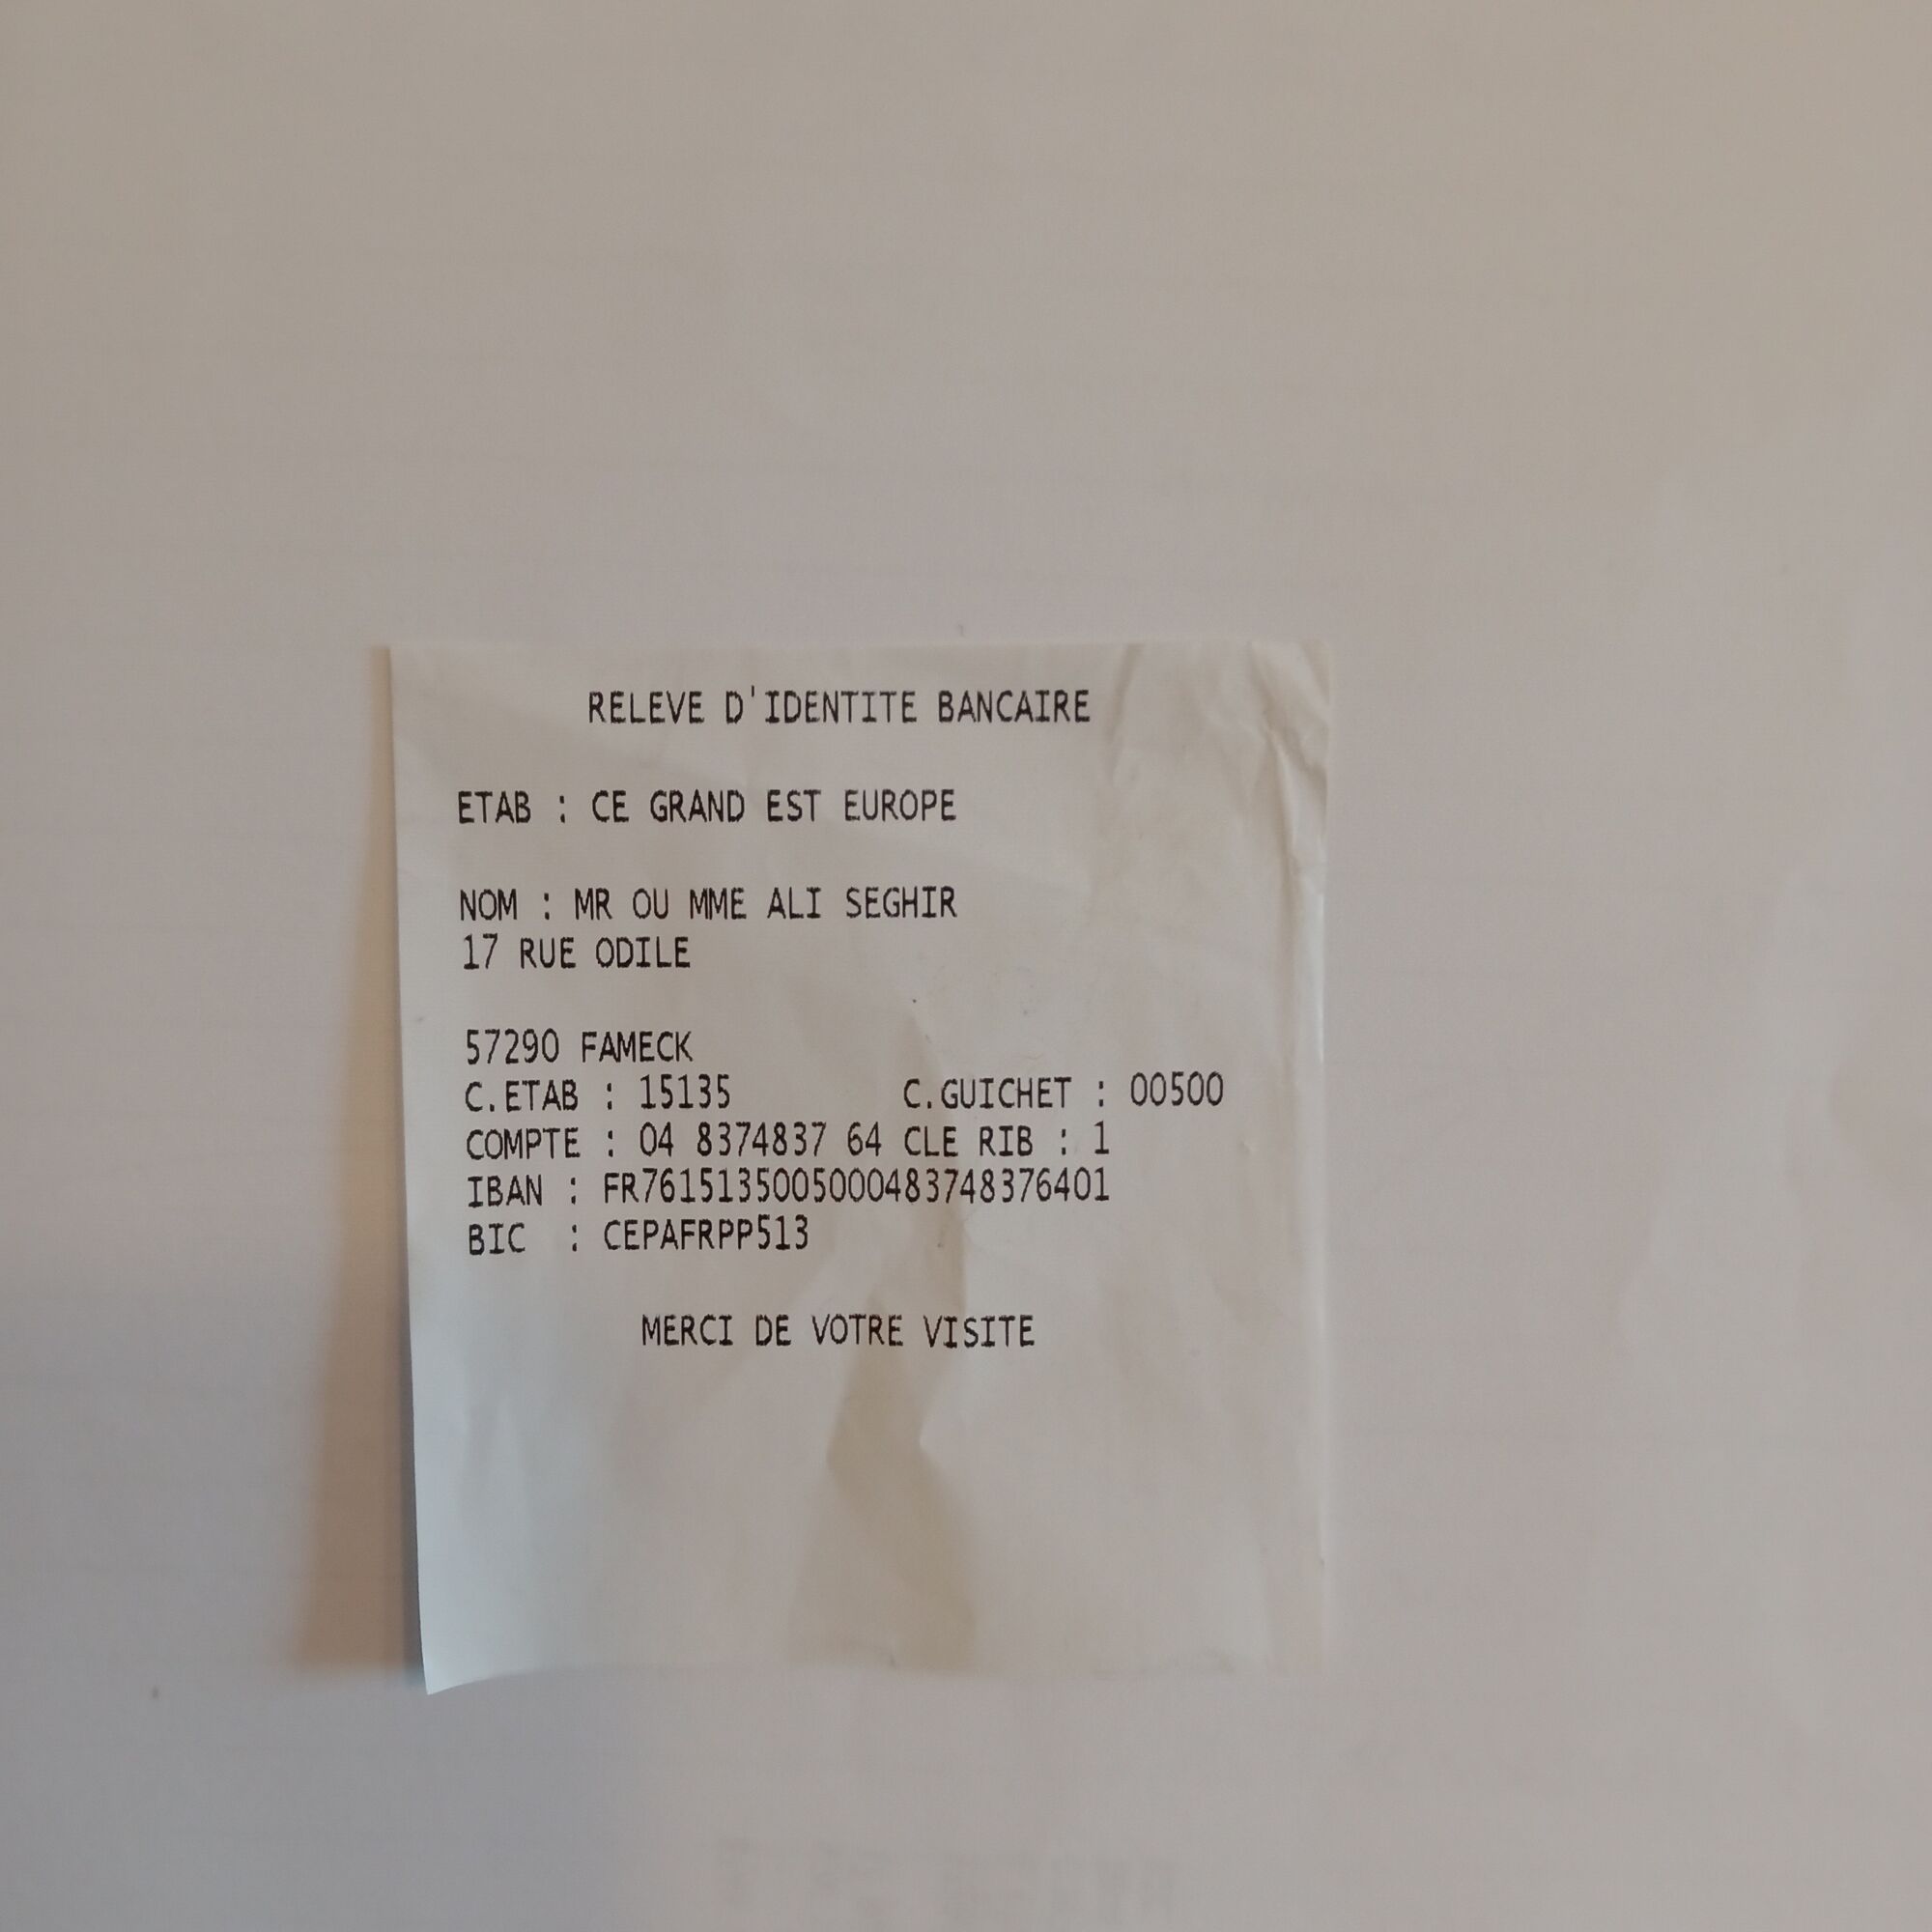 RELEVE D'IDENTITE BANCAIRE
ETAB : CE GRAND EST EUROPE
NOM : MR OU MME ALI SEGHIR
17 RUE ODILE
57290 FAMECK
C.ETAB : 15135 C.GUICHET : 00500
COMPTE : 04 8374837 64 CLE RIB : 1
IBAN : FR7615135005000483748376401
BIC : CEPAFRPP513
MERCI DE VOTRE VISITE